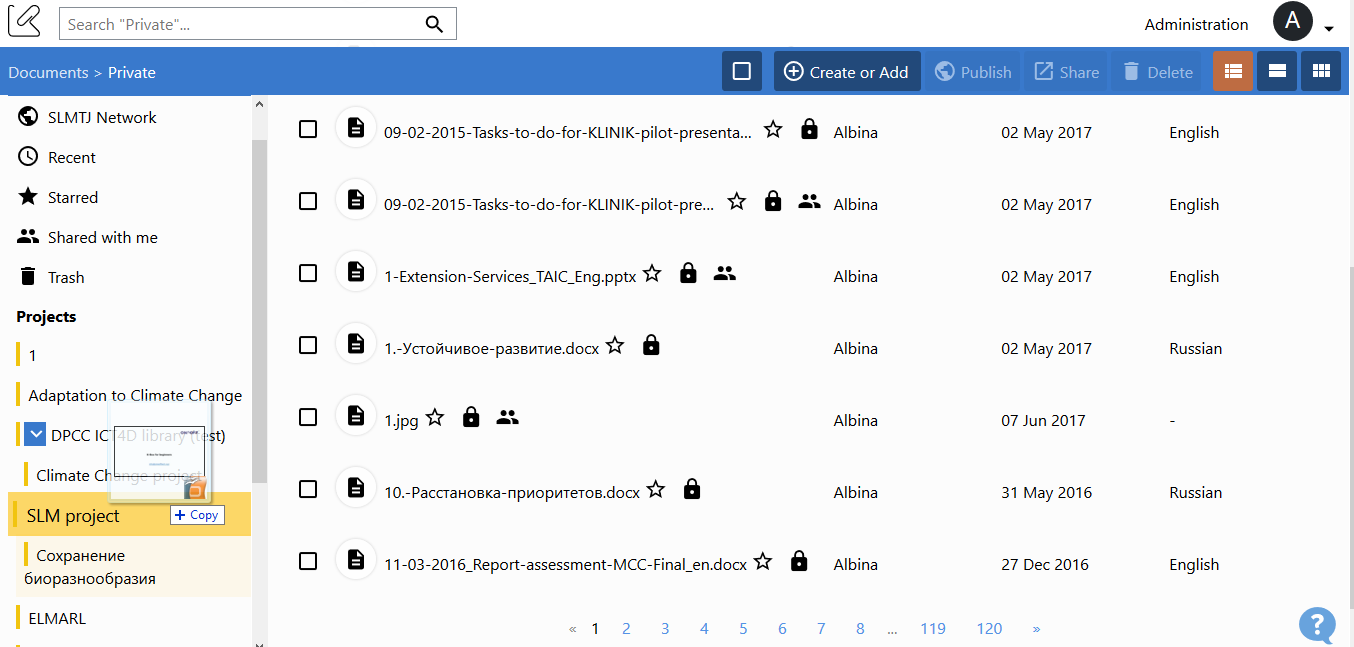 Search "Private"...
Administration
A
Documents > Private
Create or Add
Publish
Share
Delete
SLMTJ Network
Recent
Starred
Shared with me
Trash
Projects
1
Adaptation to Climate Change
DPCC ICT4D library (test)
Climate Change project
SLM project
+ Copy
Сохранение
биоразнообразия
ELMARL
09-02-2015-Tasks-to-do-for-KLINIK-pilot-presenta... Albina 02 May 2017 English
09-02-2015-Tasks-to-do-for-KLINIK-pilot-pre... Albina 02 May 2017 English
1-Extension-Services_TAIC_Eng.pptx Albina 02 May 2017 English
1.-Устойчивое-развитие.docx Albina 02 May 2017 Russian
1.jpg Albina 07 Jun 2017 -
10.-Расстановка-приоритетов.docx Albina 31 May 2016 Russian
11-03-2016_Report-assessment-MCC-Final_en.docx Albina 27 Dec 2016 English
« 1 2 3 4 5 6 7 8 ... 119 120 »
?